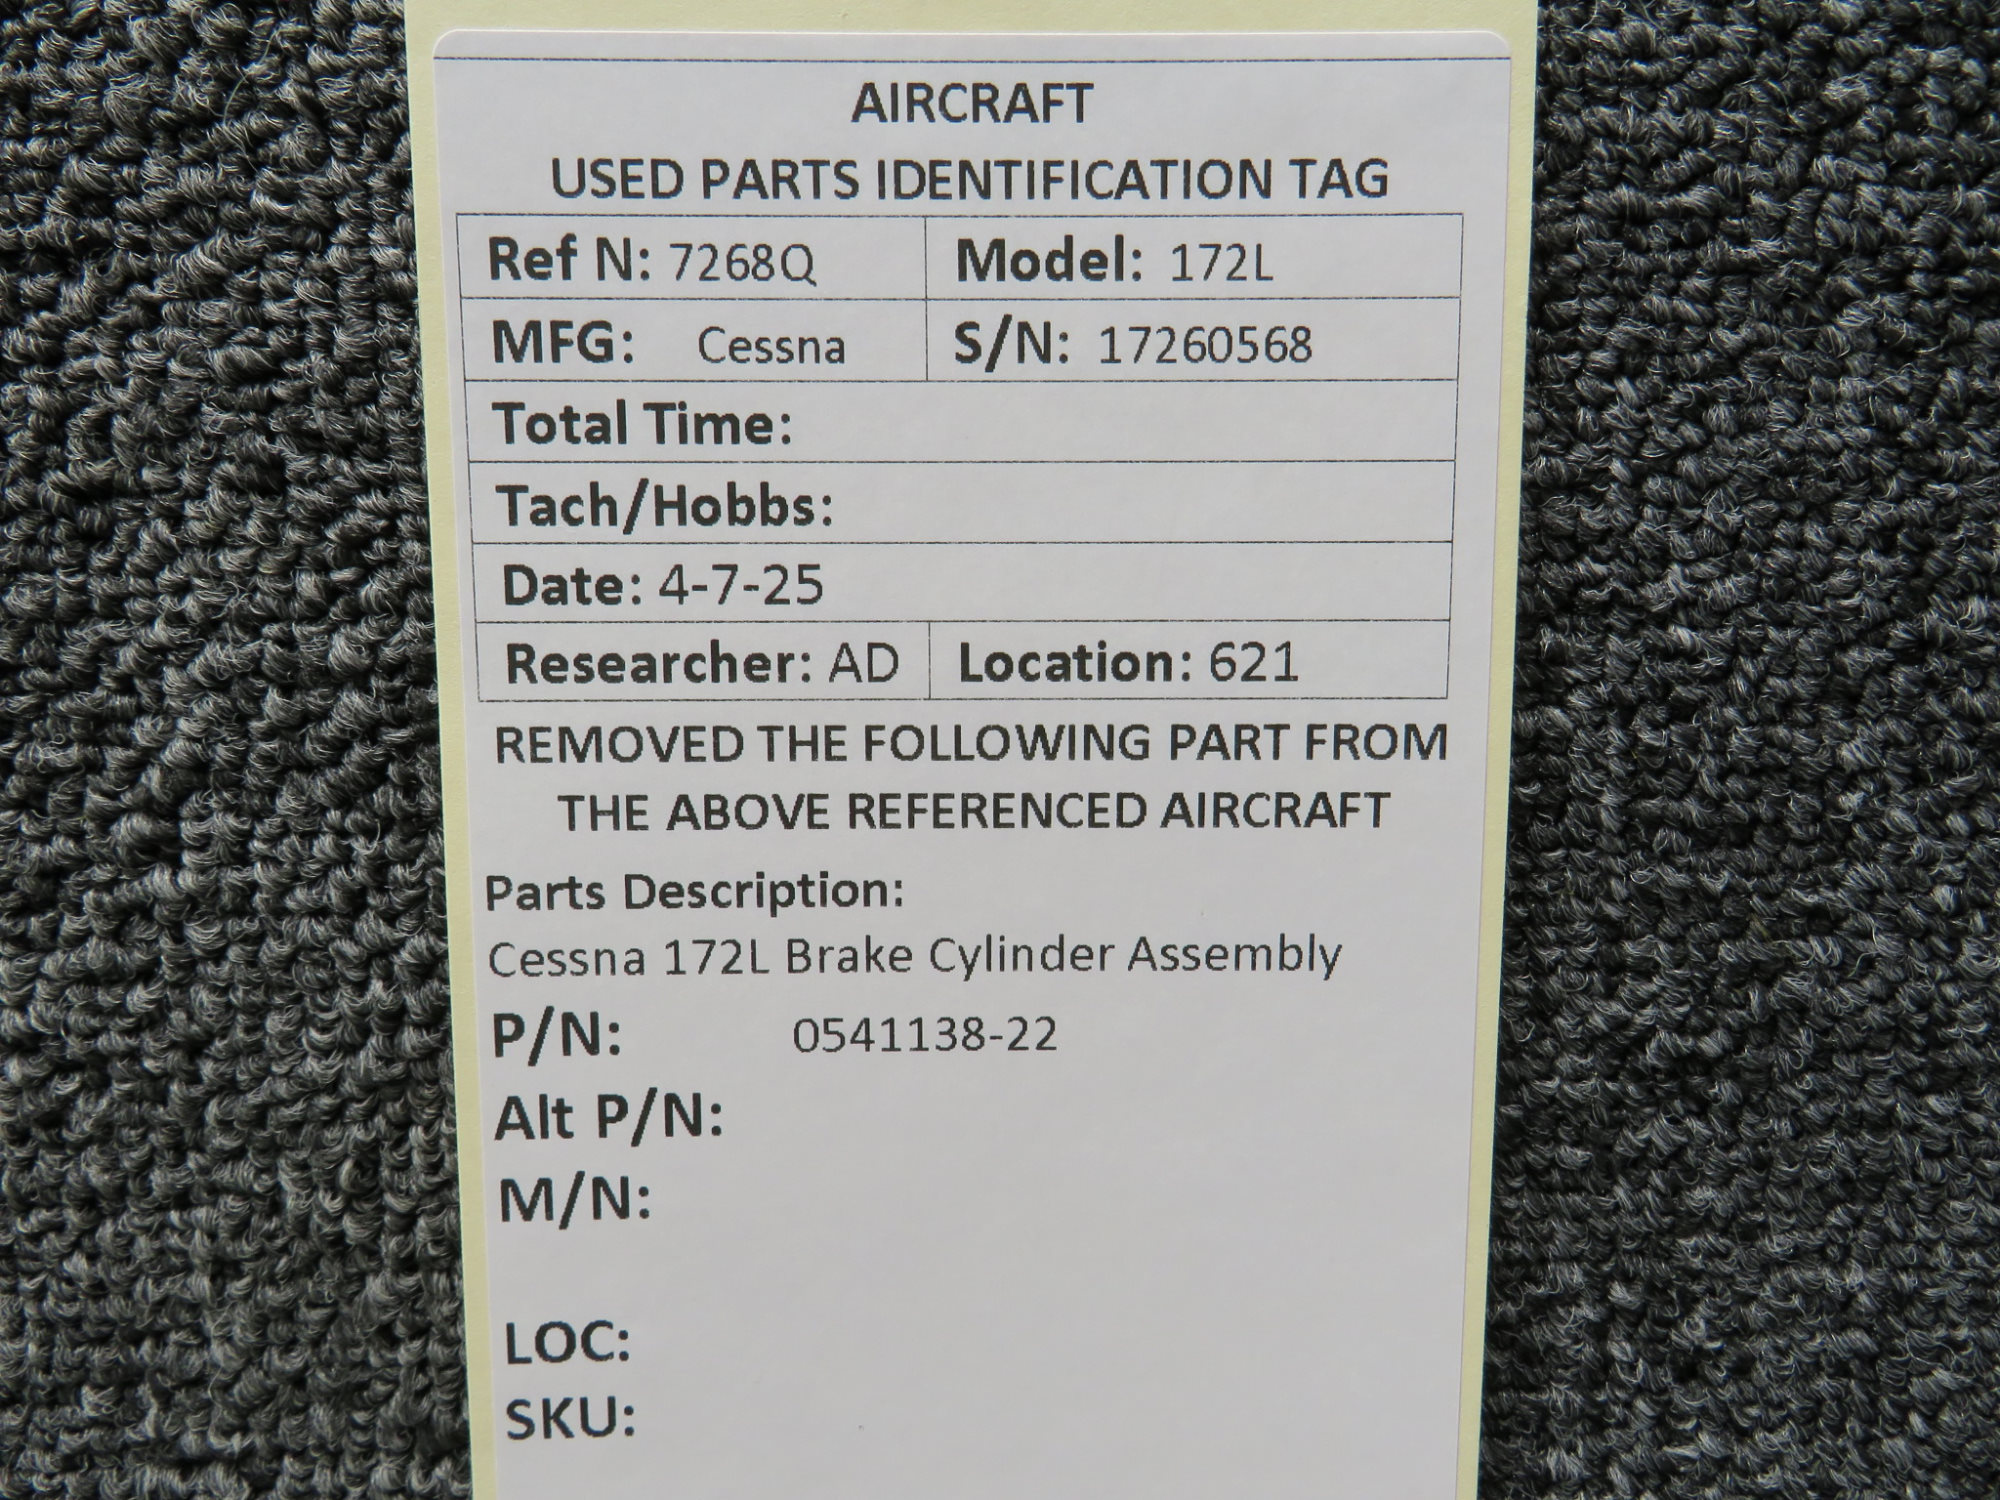 AIRCRAFT
USED PARTS IDENTIFICATION TAG
Ref N: 7268Q Model: 172L
MFG: Cessna S/N: 17260568
Total Time:
Tach/Hobbs:
Date: 4-7-25
Researcher: AD Location: 621
REMOVED THE FOLLOWING PART FROM
THE ABOVE REFERENCED AIRCRAFT
Parts Description:
Cessna 172L Brake Cylinder Assembly
P/N: 0541138-22
Alt P/N:
M/N:
LOC:
SKU: